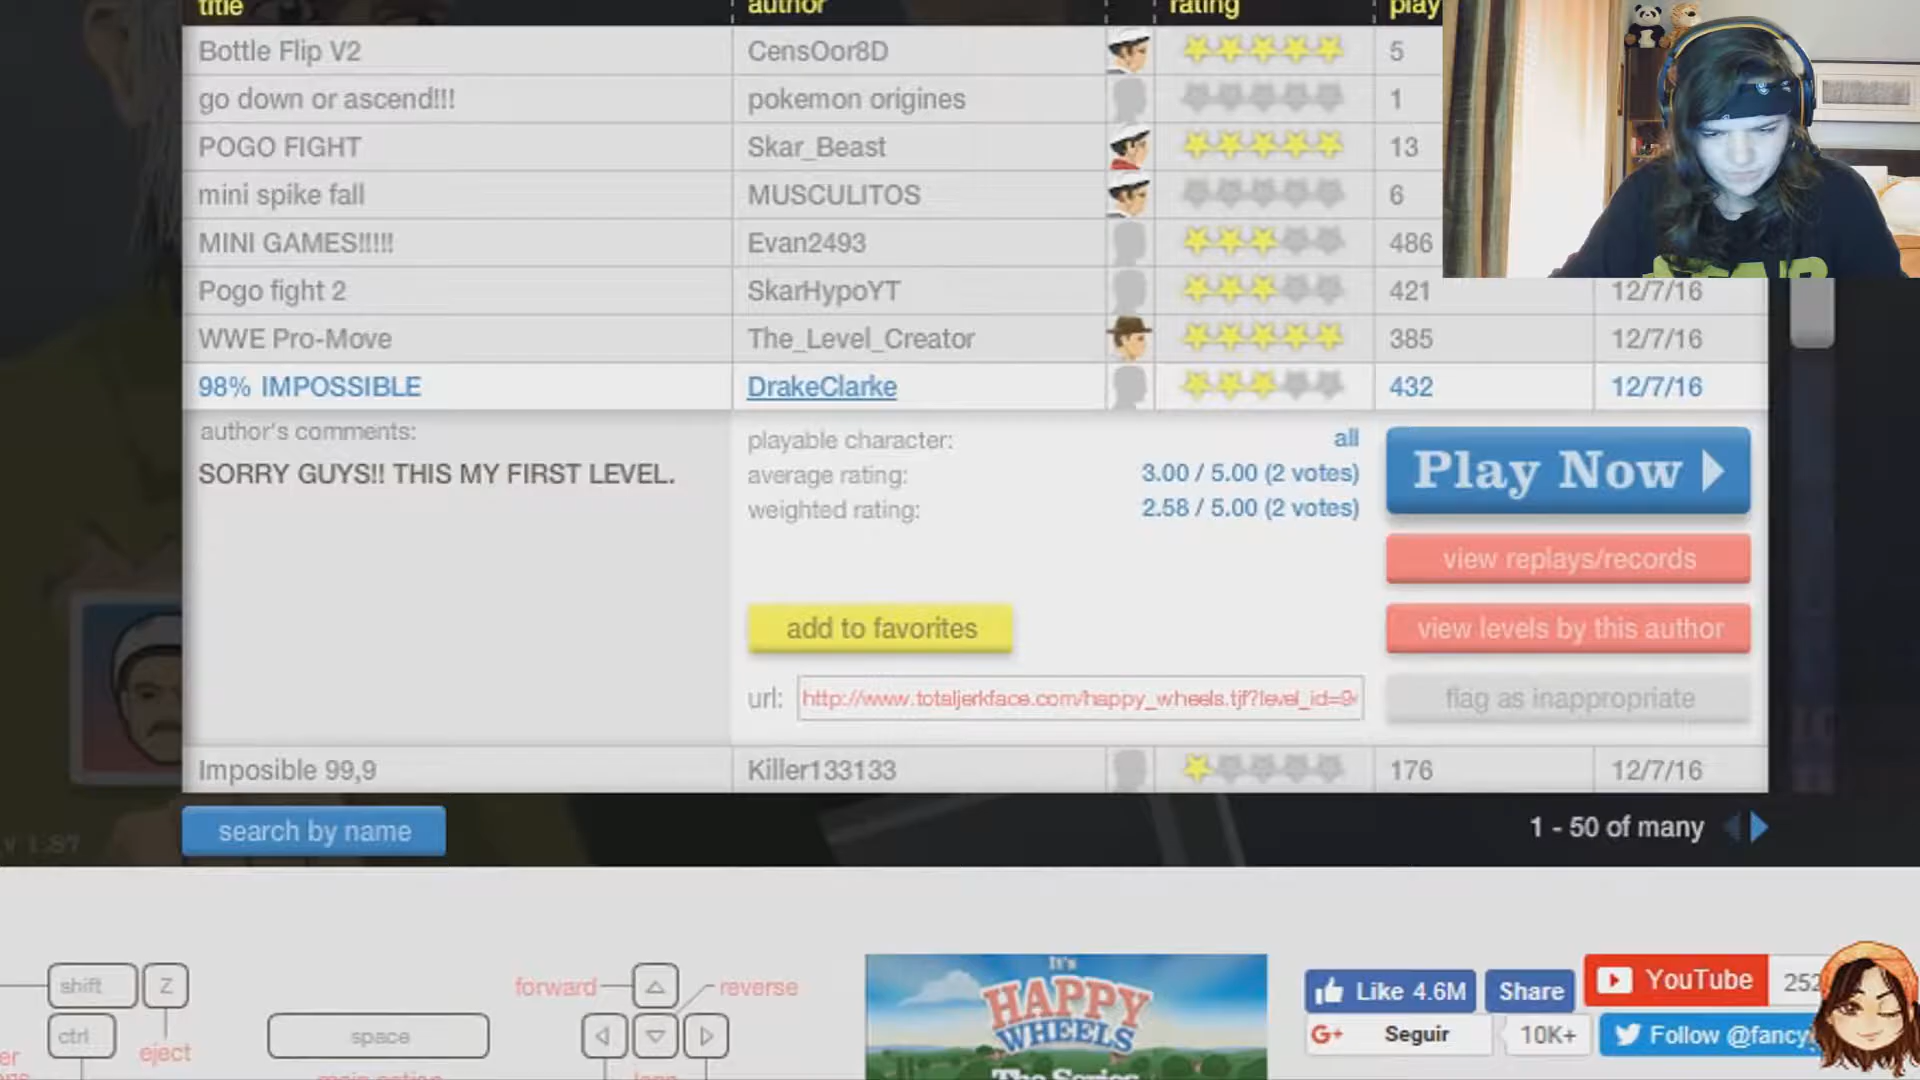 title author rating play
Bottle Flip V2 CensOor8D 5
go down or ascend!!! pokemon origines 1
POGO FIGHT Skar_Beast 13
mini spike fall MUSCULITOS 6
MINI GAMES!!!!! Evan2493 486
Pogo fight 2 SkarHypoYT 421 12/7/16
WWE Pro-Move The_Level_Creator 385 12/7/16
98% IMPOSSIBLE DrakeClarke 432 12/7/16
author's comments:
SORRY GUYS!! THIS MY FIRST LEVEL.
playable character: all
average rating: 3.00 / 5.00 (2 votes)
weighted rating: 2.58 / 5.00 (2 votes)
Play Now
view replays/records
add to favorites
view levels by this author
url: http://www.totaljerkface.com/happy_wheels.tjf?level_id=9
flag as inappropriate
Imposible 99,9 Killer133133 176 12/7/16
search by name
1 - 50 of many
v 1.87
shift Z
ctrl
eject
space
forward
reverse
It's
HAPPY
WHEELS
The Series
Like 4.6M
Share
YouTube 252
G+ Seguir 10K+
Follow @fancy